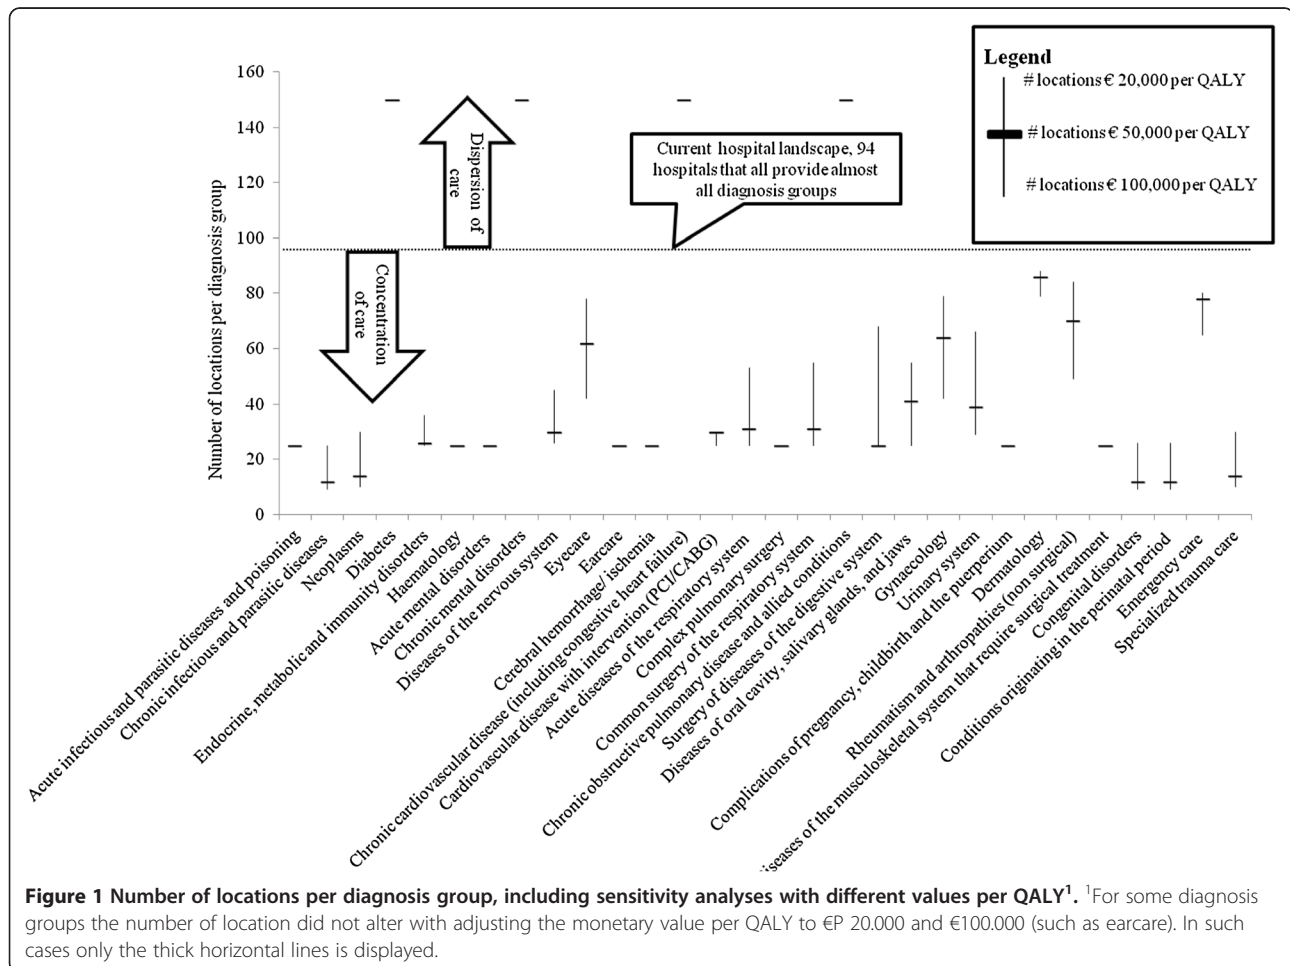 Legend
# locations € 20,000 per QALY
# locations € 50,000 per QALY
# locations € 100,000 per QALY
Number of locations per diagnosis group
160
140
120
100
80
60
40
20
0
Dispersion of
care
Concentration
of care
Current hospital landscape, 94
hospitals that all provide almost
all diagnosis groups
Acute infectious and parasitic diseases and poisoning
Chronic infectious and parasitic diseases
Neoplasms
Diabetes
Endocrine, metabolic and immunity disorders
Haematology
Acute mental disorders
Chronic mental disorders
Diseases of the nervous system
Eyecare
Earcare
Cerebral hemorrhage/ ischemia
Chronic cardiovascular disease (including congestive heart failure)
Cardiovascular disease with intervention (PCI/CABG)
Acute diseases of the respiratory system
Complex pulmonary surgery
Common surgery of the respiratory system
Chronic obstructive pulmonary disease and allied conditions
Surgery of diseases of the digestive system
Diseases of oral cavity, salivary glands, and jaws
Gynaecology
Urinary system
Complications of pregnancy, childbirth and the puerperium
Dermatology
Rheumatism and arthropathies (non surgical)
diseases of the musculoskeletal system that require surgical treatment
Congenital disorders
Conditions originating in the perinatal period
Emergency care
Specialized trauma care
Figure 1 Number of locations per diagnosis group, including sensitivity analyses with different values per QALY¹. ¹For some diagnosis
groups the number of location did not alter with adjusting the monetary value per QALY to €P 20.000 and €100.000 (such as earcare). In such
cases only the thick horizontal lines is displayed.